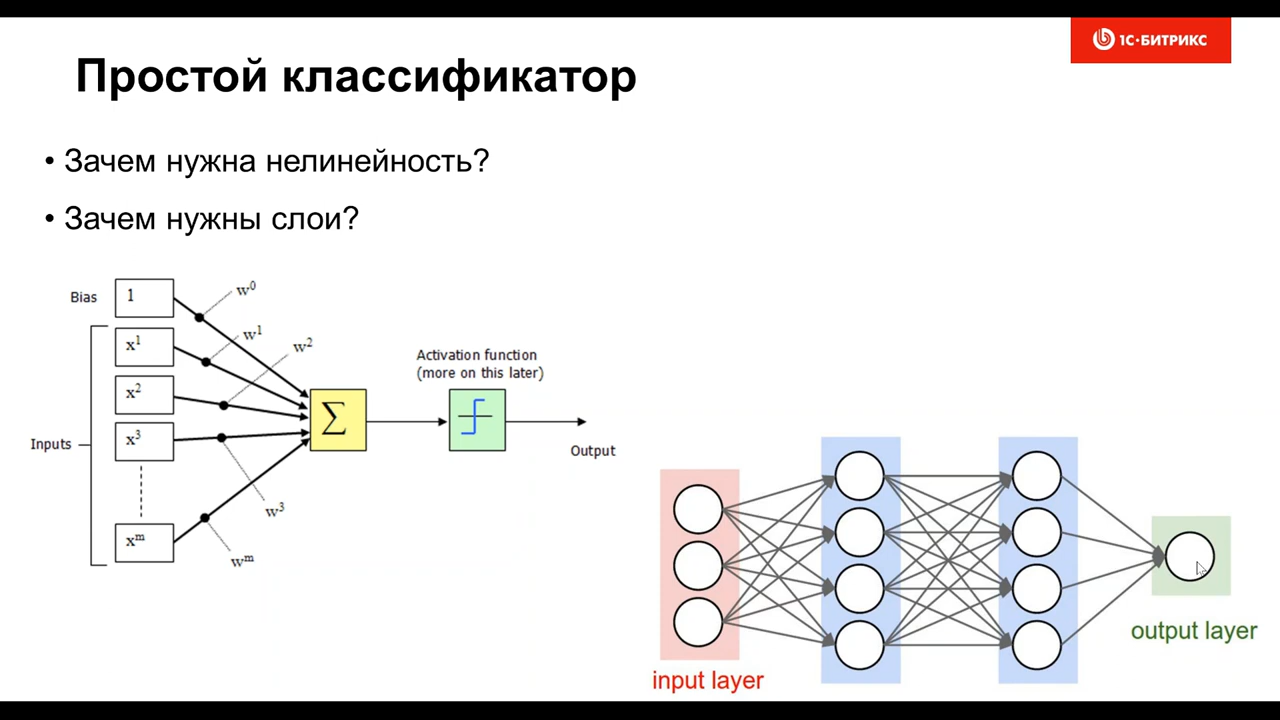 1С-БИТРИКС
Простой классификатор
• Зачем нужна нелинейность?
• Зачем нужны слои?
Bias
1
w⁰
x¹
w¹
x²
w²
x³
w³
Inputs
xᵐ
wᵐ
∑
Activation function
(more on this later)
Output
input layer
output layer